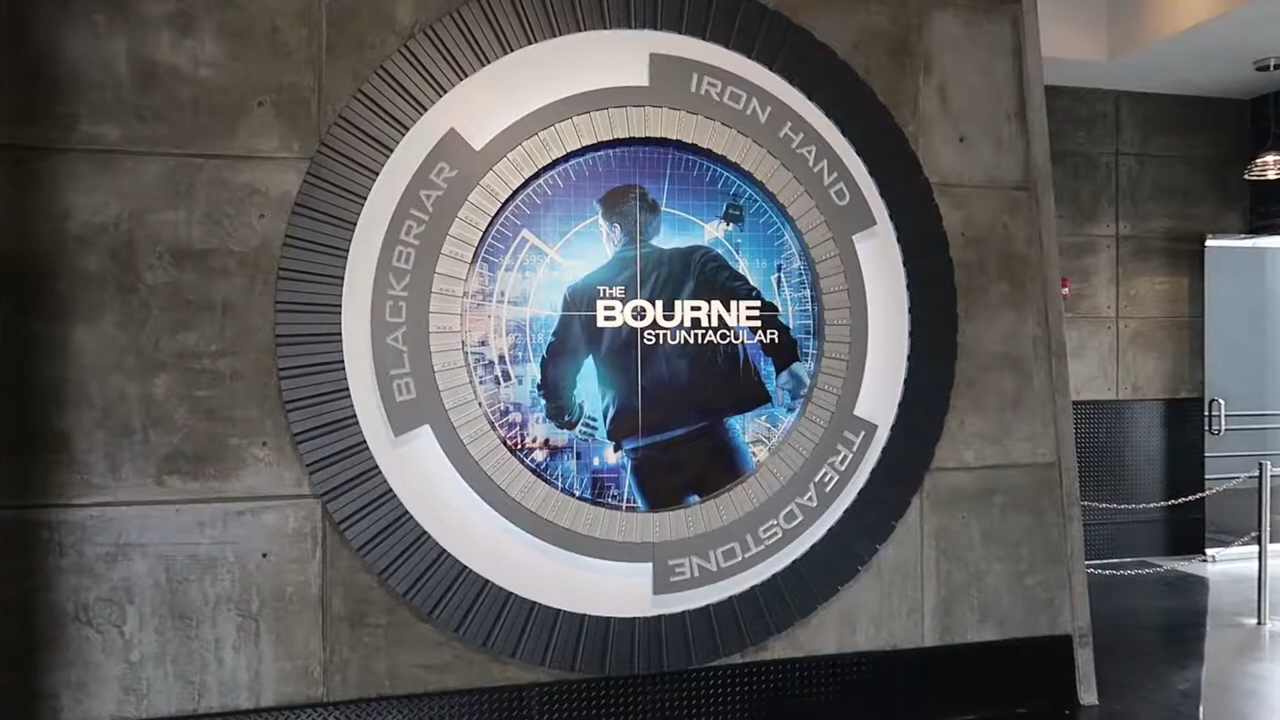 IRON HAND
BLACKBRIAR
THE
BOURNE
STUNTACULAR
TREADSTONE